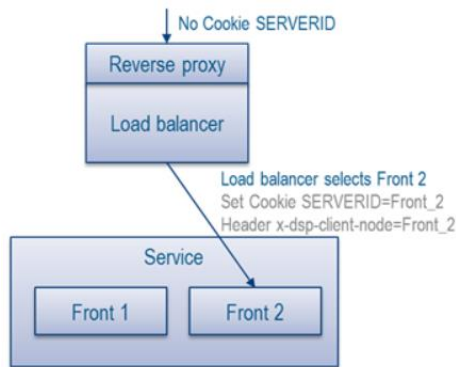 No Cookie SERVERID
Reverse proxy
Load balancer
Load balancer selects Front 2
Set Cookie SERVERID=Front_2
Header x-dsp-client-node=Front_2
Service
Front 1
Front 2